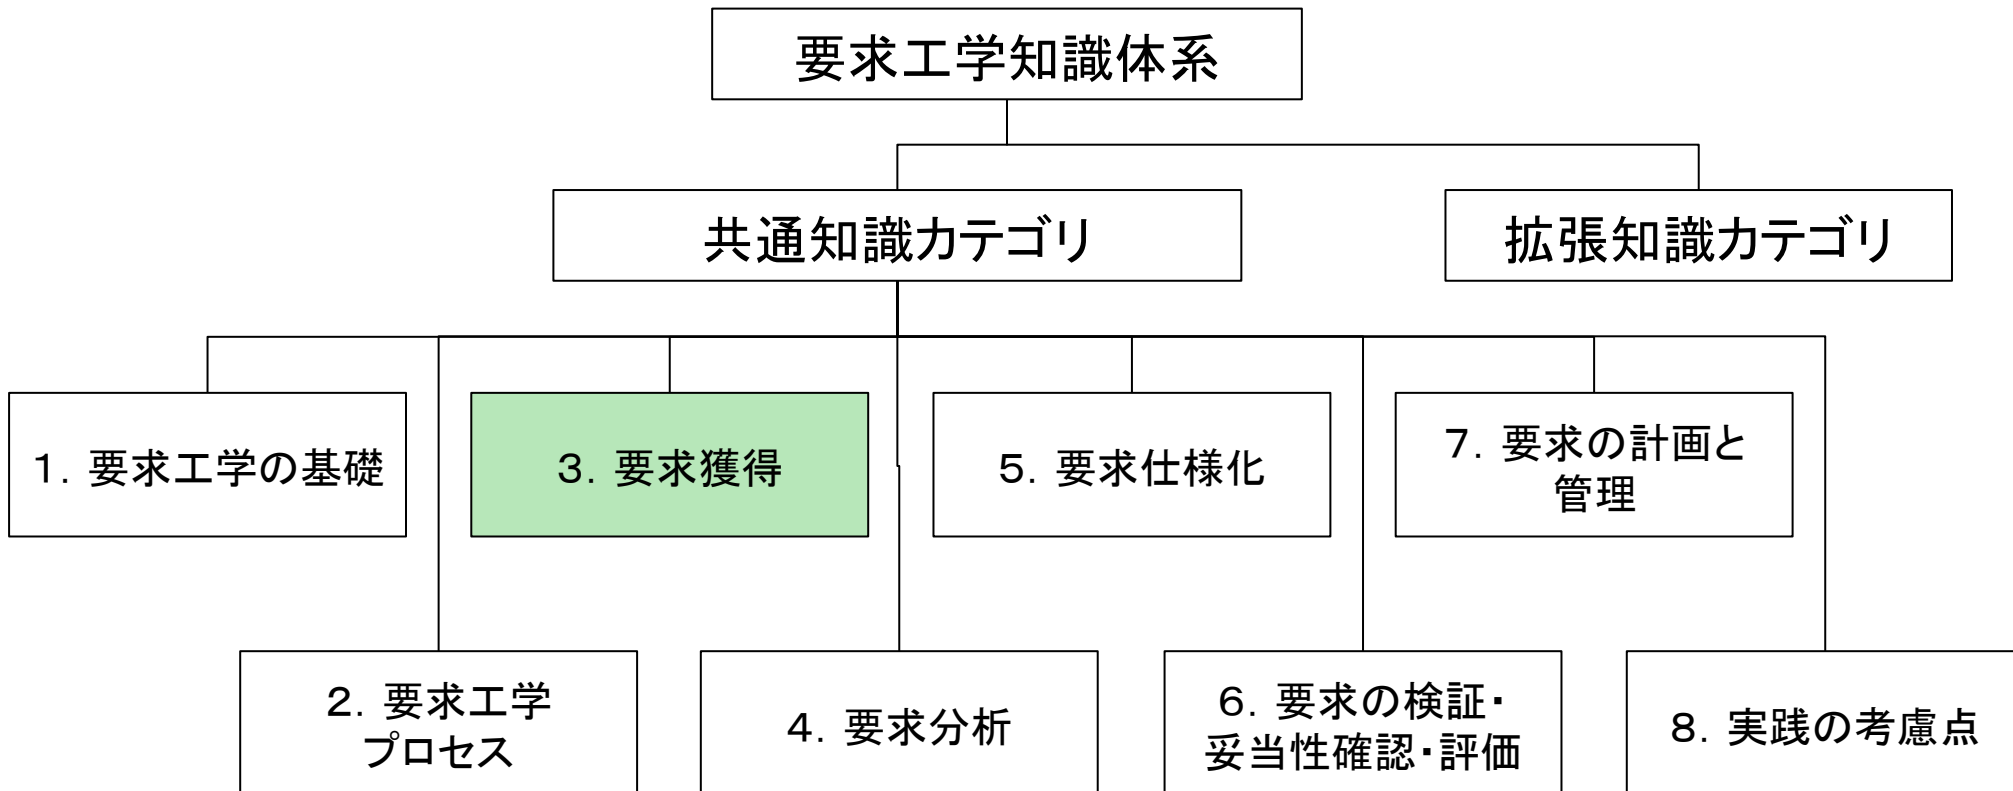 要求工学知識体系
共通知識カテゴリ
拡張知識カテゴリ
1. 要求工学の基礎
3. 要求獲得
5. 要求仕様化
7. 要求の計画と
管理
2. 要求工学
プロセス
4. 要求分析
6. 要求の検証・
妥当性確認・評価
8. 実践の考慮点